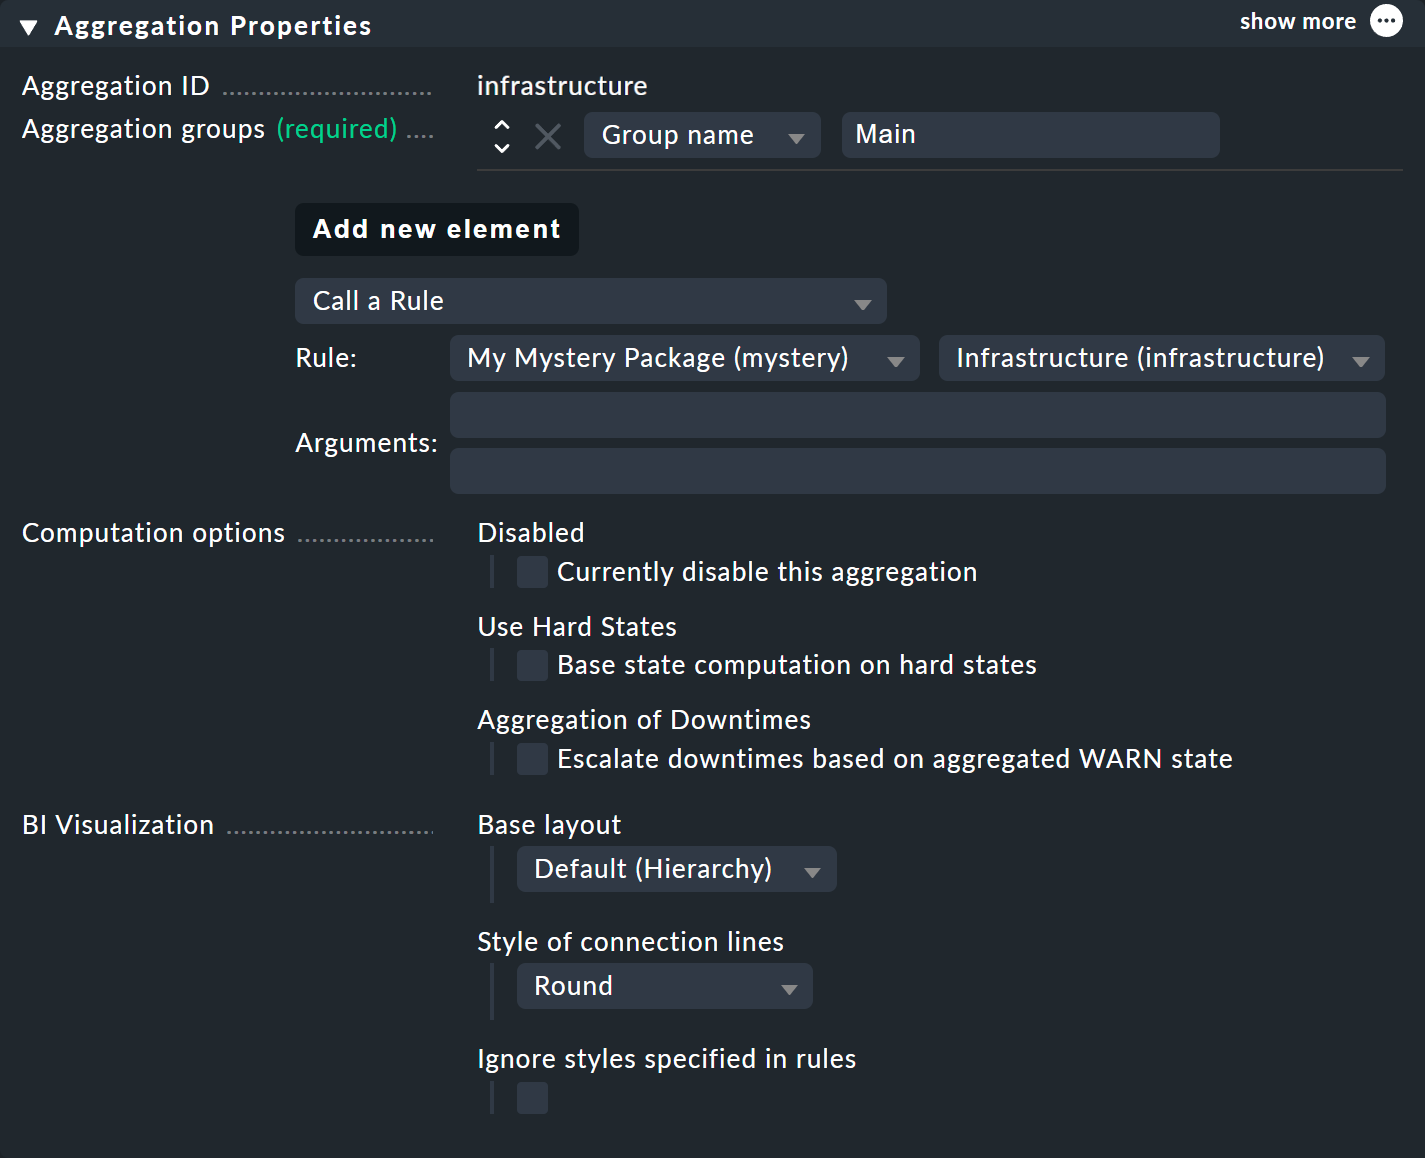 Aggregation Properties show more
Aggregation ID infrastructure
Aggregation groups (required) Group name Main
Add new element
Call a Rule
Rule: My Mystery Package (mystery) Infrastructure (infrastructure)
Arguments:
Computation options Disabled
Currently disable this aggregation
Use Hard States
Base state computation on hard states
Aggregation of Downtimes
Escalate downtimes based on aggregated WARN state
BI Visualization Base layout
Default (Hierarchy)
Style of connection lines
Round
Ignore styles specified in rules